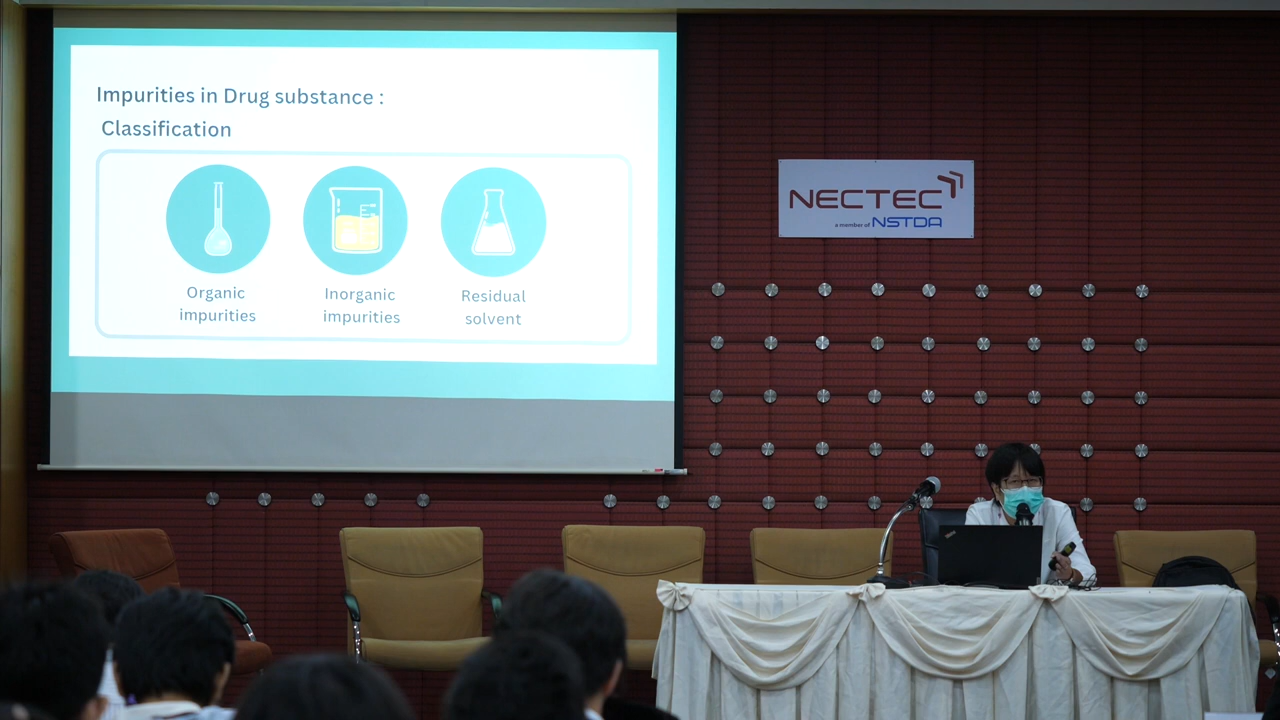 Impurities in Drug substance :
Classification
Organic
impurities
Inorganic
impurities
Residual
solvent
NECTEC
a member of NSTDA